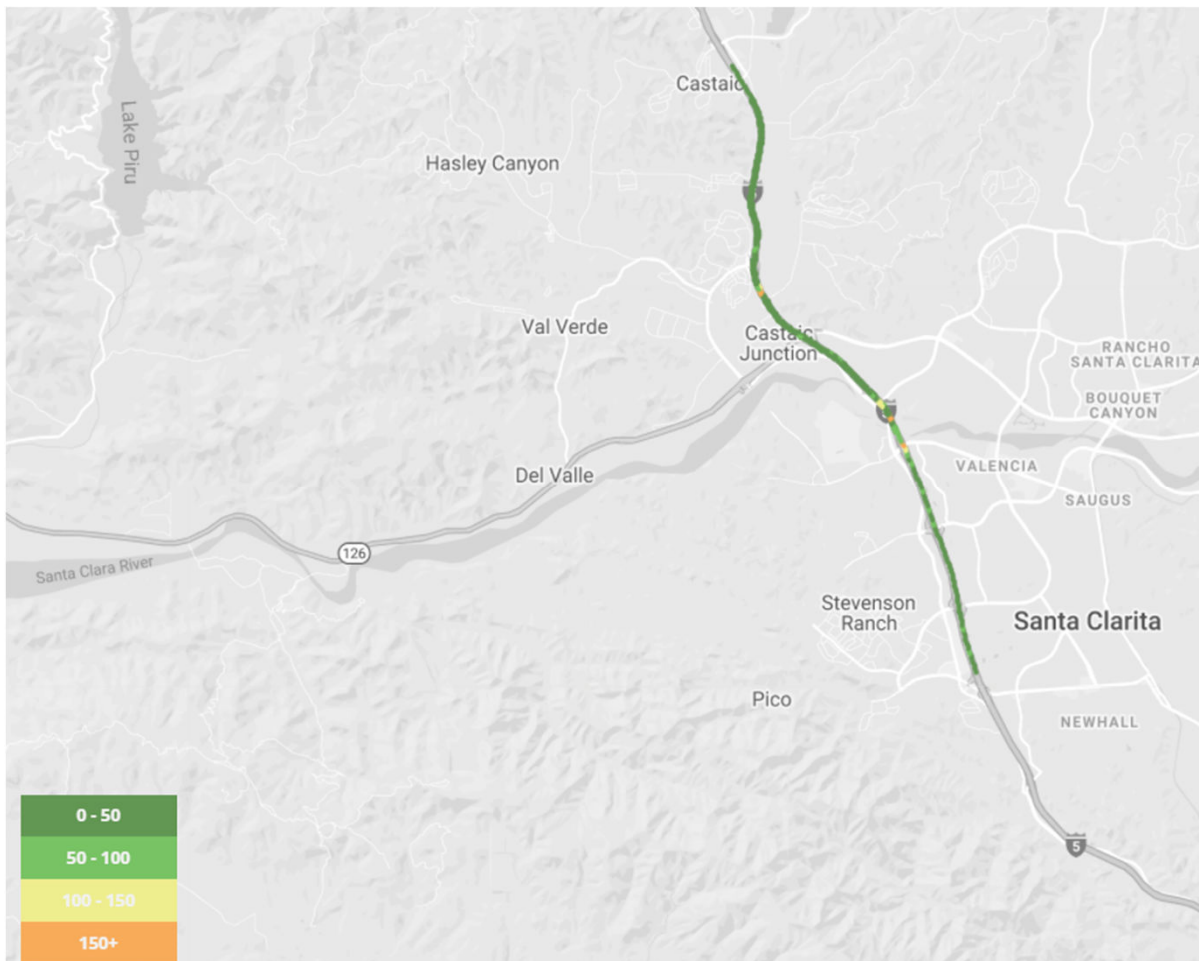 Castaic
Lake Piru
Hasley Canyon
Val Verde
Castaic
Junction
RANCHO
SANTA CLARITA
BOUQUET
CANYON
VALENCIA
Del Valle
SAUGUS
126
Santa Clara River
Stevenson
Ranch
Santa Clarita
Pico
NEWHALL
0 - 50
50 - 100
100 - 150
150+
5